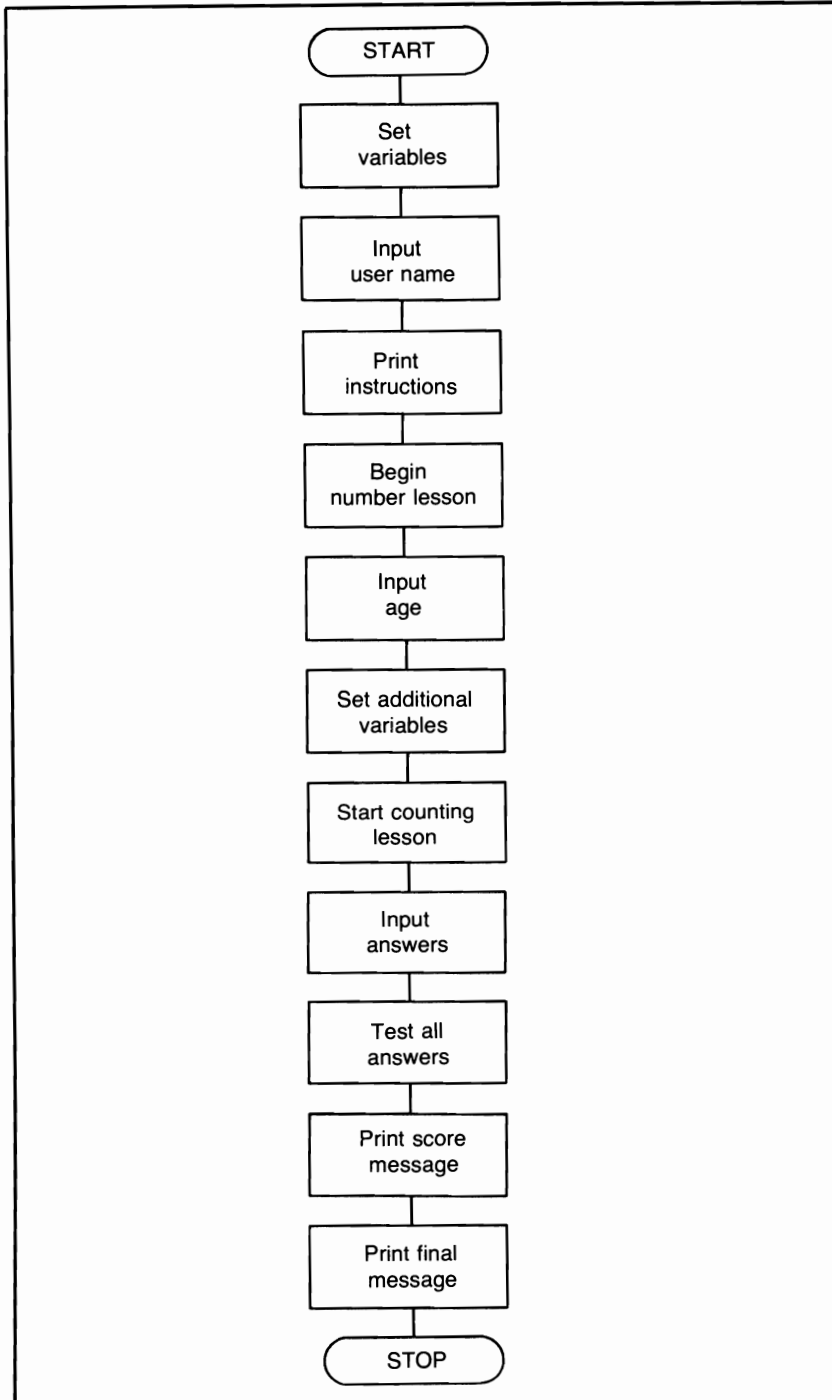 START
Set
variables
Input
user name
Print
instructions
Begin
number lesson
Input
age
Set additional
variables
Start counting
lesson
Input
answers
Test all
answers
Print score
message
Print final
message
STOP